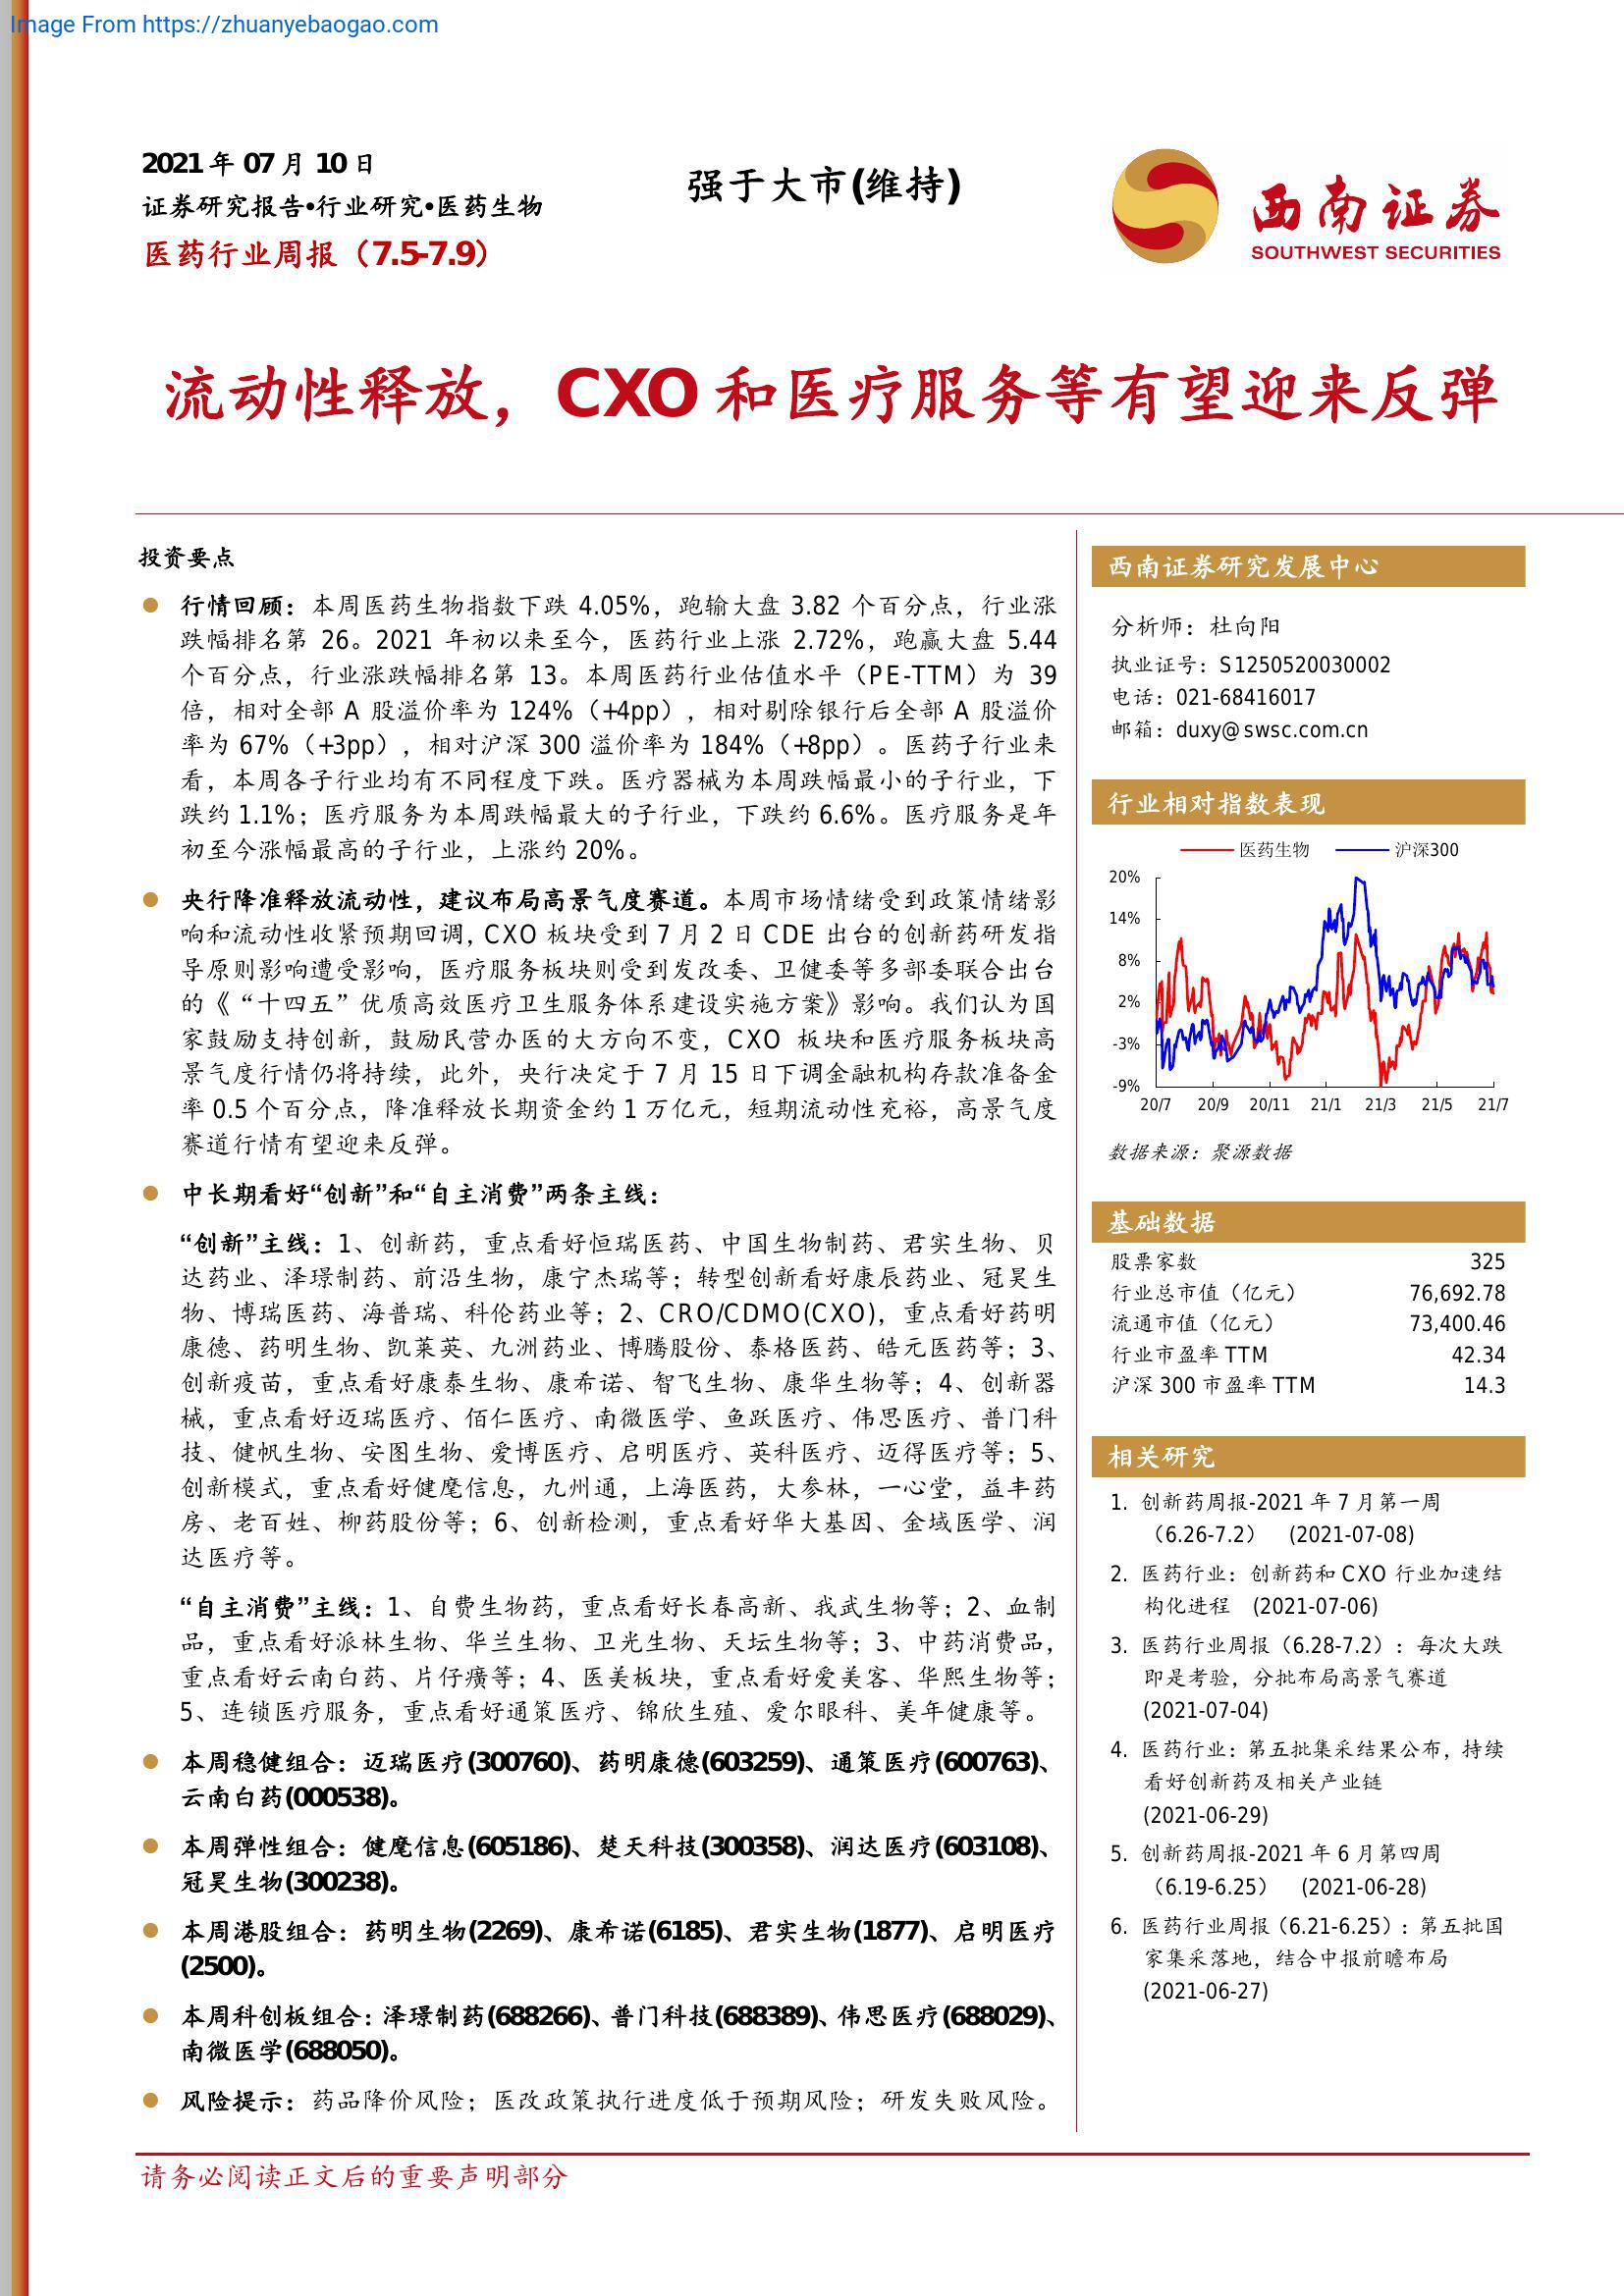 Image From https://zhuanyebaogao.com
2021 年 07 月 10 日
证券研究报告•行业研究•医药生物
医药行业周报（7.5-7.9）
强于大市(维持)
西南证券
SOUTHWEST SECURITIES
流动性释放，CXO 和医疗服务等有望迎来反弹
投资要点
行情回顾：本周医药生物指数下跌 4.05%，跑输大盘 3.82 个百分点，行业涨
跌幅排名第 26。2021 年初以来至今，医药行业上涨 2.72%，跑赢大盘 5.44
个百分点，行业涨跌幅排名第 13。本周医药行业估值水平（PE-TTM）为 39
倍，相对全部 A 股溢价率为 124%（+4pp），相对剔除银行后全部 A 股溢价
率为 67%（+3pp），相对沪深 300 溢价率为 184%（+8pp）。医药子行业来
看，本周各子行业均有不同程度下跌。医疗器械为本周跌幅最小的子行业，下
跌约 1.1%；医疗服务为本周跌幅最大的子行业，下跌约 6.6%。医疗服务是年
初至今涨幅最高的子行业，上涨约 20%。
央行降准释放流动性，建议布局高景气度赛道。本周市场情绪受到政策情绪影
响和流动性收紧预期回调，CXO 板块受到 7 月 2 日 CDE 出台的创新药研发指
导原则影响遭受影响，医疗服务板块则受到发改委、卫健委等多部委联合出台
的《“十四五”优质高效医疗卫生服务体系建设实施方案》影响。我们认为国
家鼓励支持创新，鼓励民营办医的大方向不变，CXO 板块和医疗服务板块高
景气度行情仍将持续，此外，央行决定于 7 月 15 日下调金融机构存款准备金
率 0.5 个百分点，降准释放长期资金约 1 万亿元，短期流动性充裕，高景气度
赛道行情有望迎来反弹。
中长期看好“创新”和“自主消费”两条主线：
“创新”主线：1、创新药，重点看好恒瑞医药、中国生物制药、君实生物、贝
达药业、泽璟制药、前沿生物，康宁杰瑞等；转型创新看好康辰药业、冠昊生
物、博瑞医药、海普瑞、科伦药业等；2、CRO/CDMO(CXO)，重点看好药明
康德、药明生物、凯莱英、九洲药业、博腾股份、泰格医药、皓元医药等；3、
创新疫苗，重点看好康泰生物、康希诺、智飞生物、康华生物等；4、创新器
械，重点看好迈瑞医疗、佰仁医疗、南微医学、鱼跃医疗、伟思医疗、普门科
技、健帆生物、安图生物、爱博医疗、启明医疗、英科医疗、迈得医疗等；5、
创新模式，重点看好健麾信息，九州通，上海医药，大参林，一心堂，益丰药
房、老百姓、柳药股份等；6、创新检测，重点看好华大基因、金域医学、润
达医疗等。
“自主消费”主线：1、自费生物药，重点看好长春高新、我武生物等；2、血制
品，重点看好派林生物、华兰生物、卫光生物、天坛生物等；3、中药消费品，
重点看好云南白药、片仔癀等；4、医美板块，重点看好爱美客、华熙生物等；
5、连锁医疗服务，重点看好通策医疗、锦欣生殖、爱尔眼科、美年健康等。
本周稳健组合：迈瑞医疗(300760)、药明康德(603259)、通策医疗(600763)、
云南白药(000538)。
本周弹性组合：健麾信息(605186)、楚天科技(300358)、润达医疗(603108)、
冠昊生物(300238)。
本周港股组合：药明生物(2269)、康希诺(6185)、君实生物(1877)、启明医疗
(2500)。
本周科创板组合：泽璟制药(688266)、普门科技(688389)、伟思医疗(688029)、
南微医学(688050)。
风险提示：药品降价风险；医改政策执行进度低于预期风险；研发失败风险。
西南证券研究发展中心
分析师：杜向阳
执业证号：S1250520030002
电话：021-68416017
邮箱：duxy@swsc.com.cn
行业相对指数表现
医药生物 沪深300
20%
14%
8%
2%
-3%
-9%
20/7 20/9 20/11 21/1 21/3 21/5 21/7
数据来源：聚源数据
基础数据
股票家数 325
行业总市值（亿元） 76,692.78
流通市值（亿元） 73,400.46
行业市盈率 TTM 42.34
沪深 300 市盈率 TTM 14.3
相关研究
1. 创新药周报-2021 年 7 月第一周
（6.26-7.2） (2021-07-08)
2. 医药行业：创新药和 CXO 行业加速结
构化进程 (2021-07-06)
3. 医药行业周报（6.28-7.2）：每次大跌
即是考验，分批布局高景气赛道
(2021-07-04)
4. 医药行业：第五批集采结果公布，持续
看好创新药及相关产业链
(2021-06-29)
5. 创新药周报-2021 年 6 月第四周
（6.19-6.25） (2021-06-28)
6. 医药行业周报（6.21-6.25）：第五批国
家集采落地，结合中报前瞻布局
(2021-06-27)
请务必阅读正文后的重要声明部分